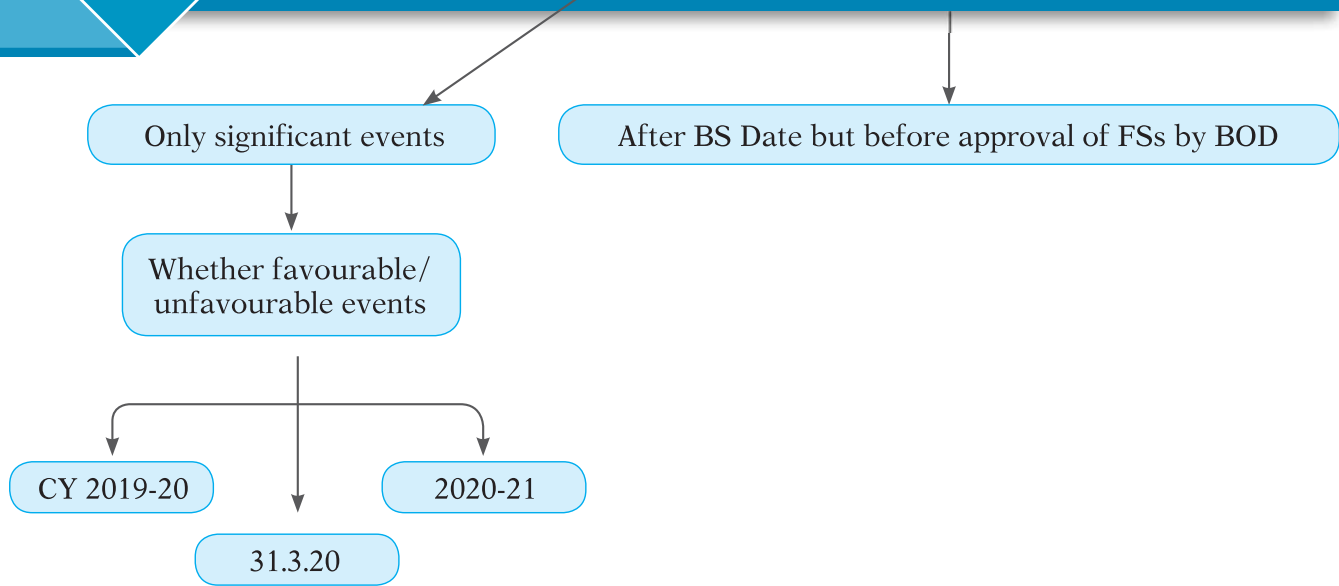 Only significant events
After BS Date but before approval of FSs by BOD
Whether favourable/
unfavourable events
CY 2019-20
2020-21
31.3.20